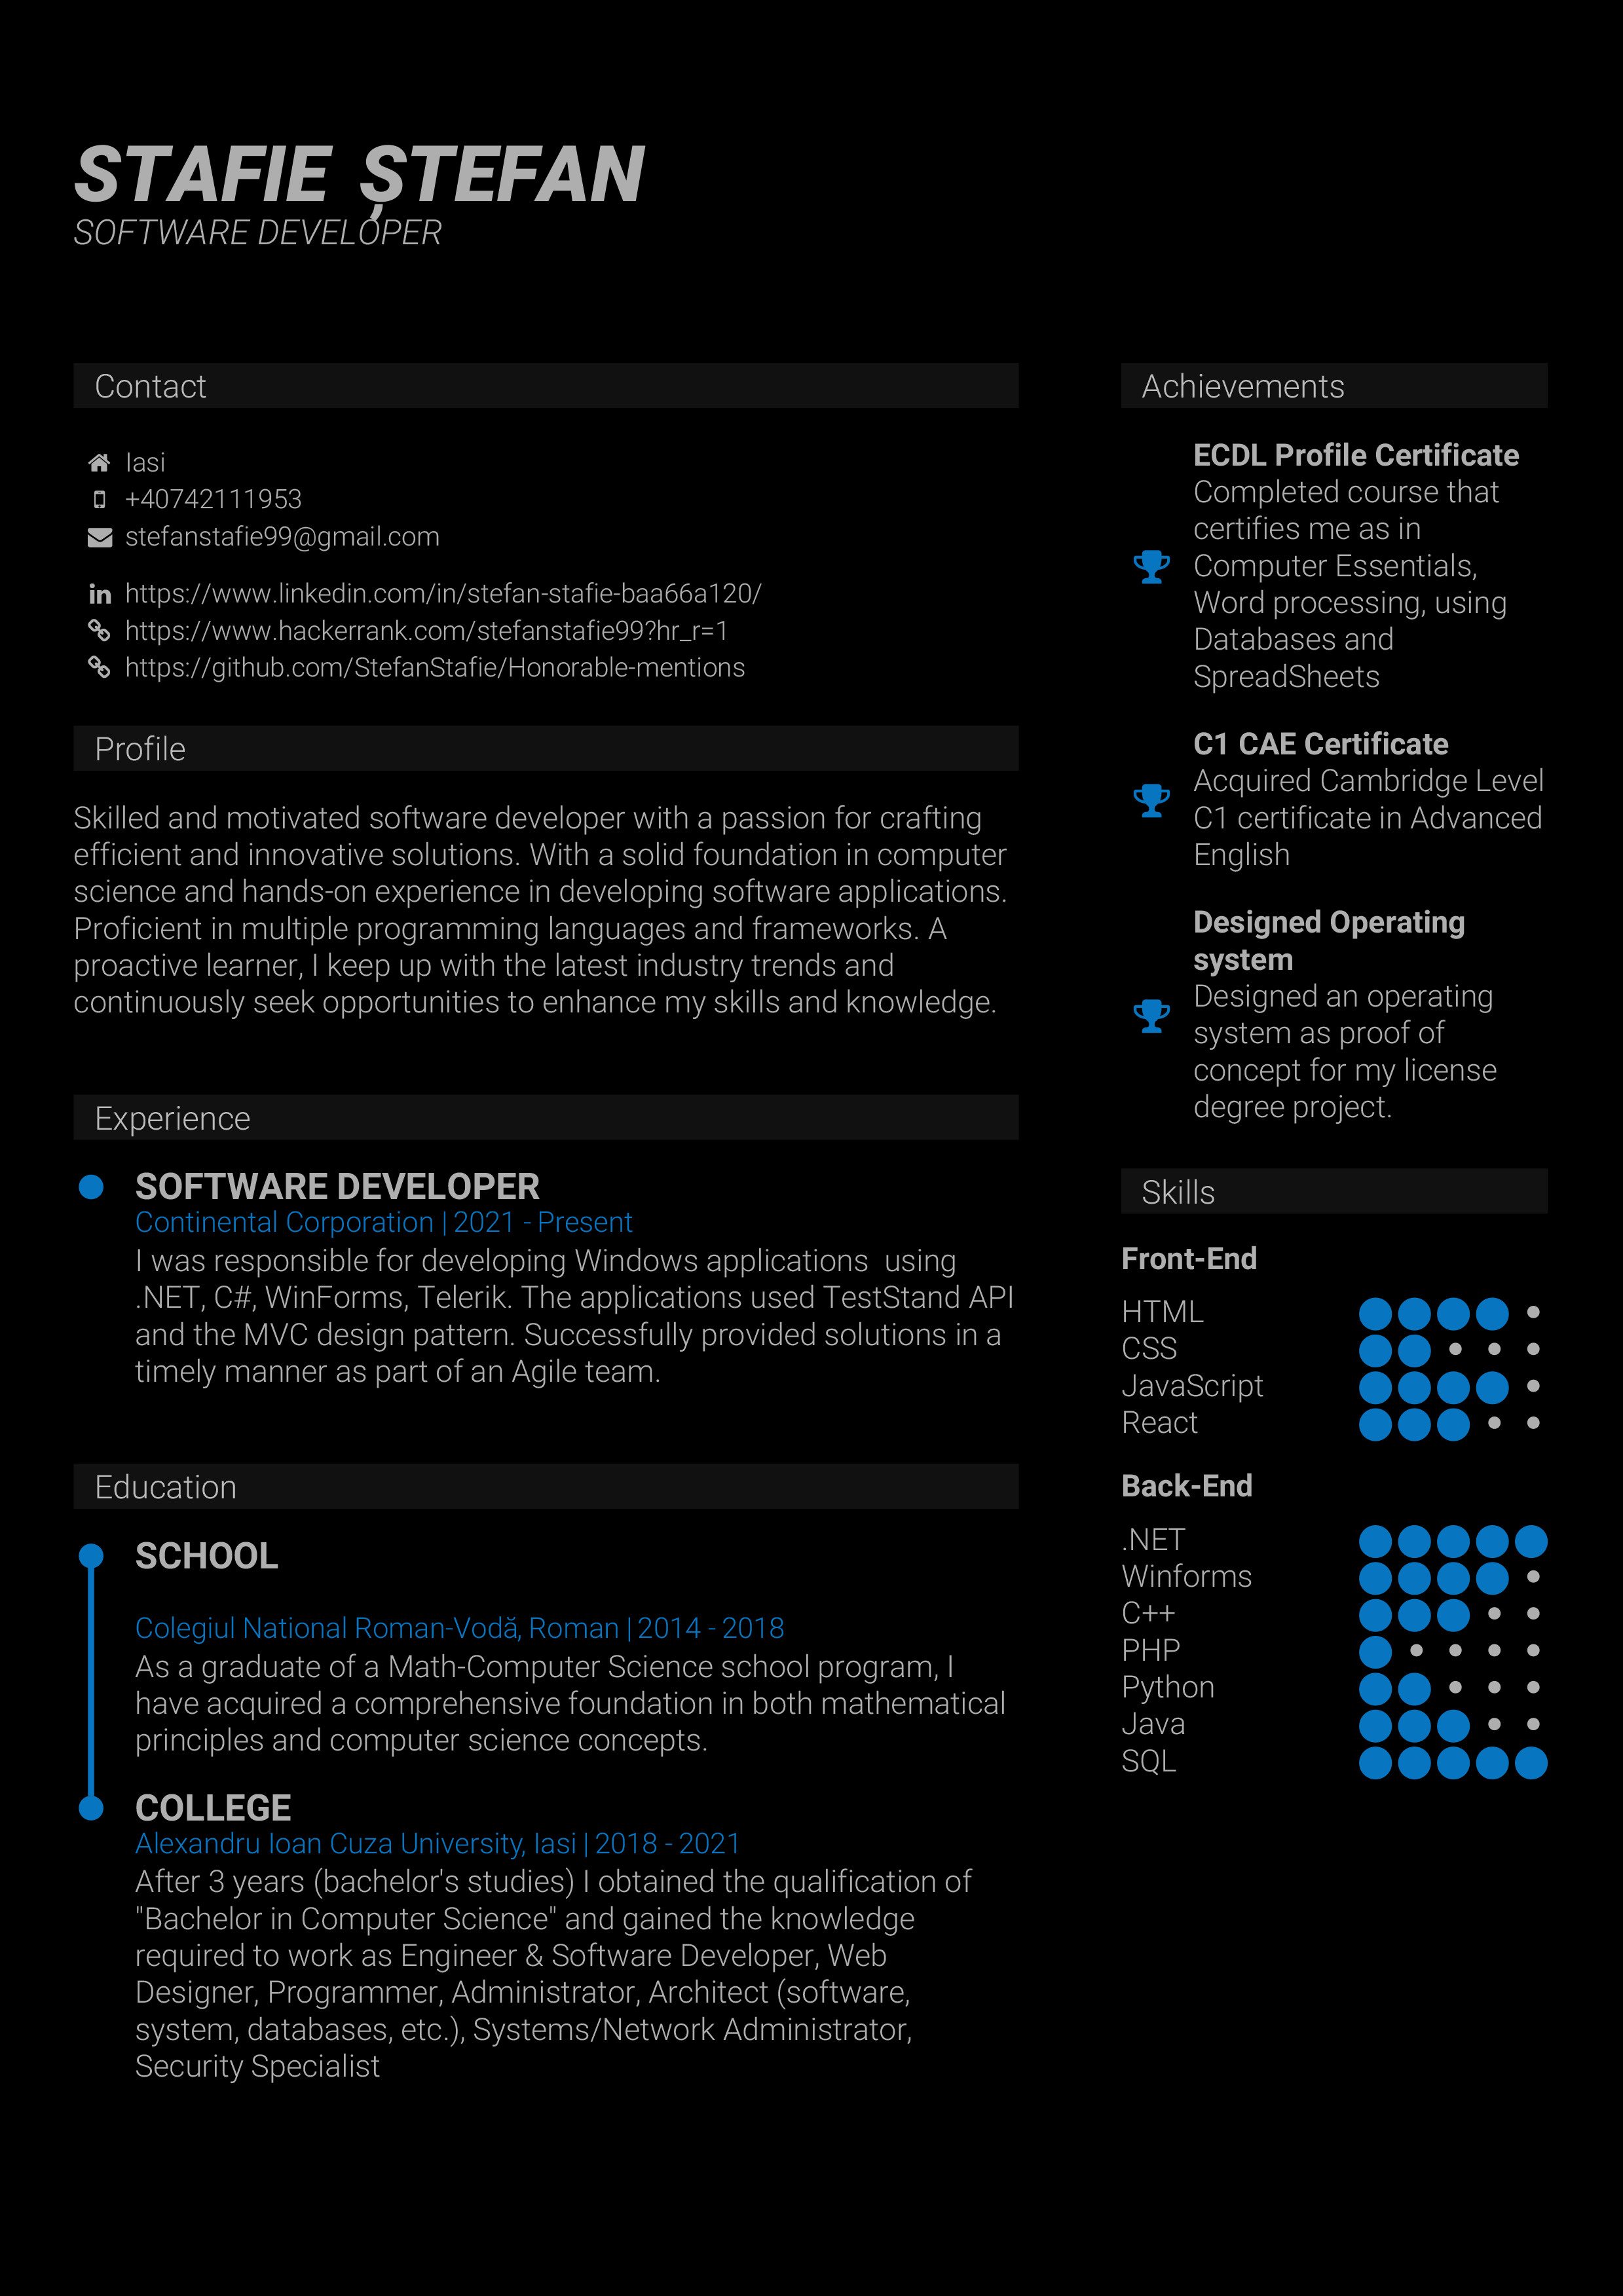 STAFIE ȘTEFAN
SOFTWARE DEVELOPER
Contact
Iasi
+40742111953
stefanstafie99@gmail.com
https://www.linkedin.com/in/stefan-stafie-baa66a120/
https://www.hackerrank.com/stefanstafie99?hr_r=1
https://github.com/StefanStafie/Honorable-mentions
Profile
Skilled and motivated software developer with a passion for crafting
efficient and innovative solutions. With a solid foundation in computer
science and hands-on experience in developing software applications.
Proficient in multiple programming languages and frameworks. A
proactive learner, I keep up with the latest industry trends and
continuously seek opportunities to enhance my skills and knowledge.
Experience
SOFTWARE DEVELOPER
Continental Corporation | 2021 - Present
I was responsible for developing Windows applications  using
.NET, C#, WinForms, Telerik. The applications used TestStand API
and the MVC design pattern. Successfully provided solutions in a
timely manner as part of an Agile team.
Education
SCHOOL
Colegiul National Roman-Vodă, Roman | 2014 - 2018
As a graduate of a Math-Computer Science school program, I
have acquired a comprehensive foundation in both mathematical
principles and computer science concepts.
COLLEGE
Alexandru Ioan Cuza University, Iasi | 2018 - 2021
After 3 years (bachelor's studies) I obtained the qualification of
"Bachelor in Computer Science" and gained the knowledge
required to work as Engineer & Software Developer, Web
Designer, Programmer, Administrator, Architect (software,
system, databases, etc.), Systems/Network Administrator,
Security Specialist
Achievements
ECDL Profile Certificate
Completed course that
certifies me as in
Computer Essentials,
Word processing, using
Databases and
SpreadSheets
C1 CAE Certificate
Acquired Cambridge Level
C1 certificate in Advanced
English
Designed Operating
system
Designed an operating
system as proof of
concept for my license
degree project.
Skills
Front-End
HTML
CSS
JavaScript
React
Back-End
.NET
Winforms
C++
PHP
Python
Java
SQL